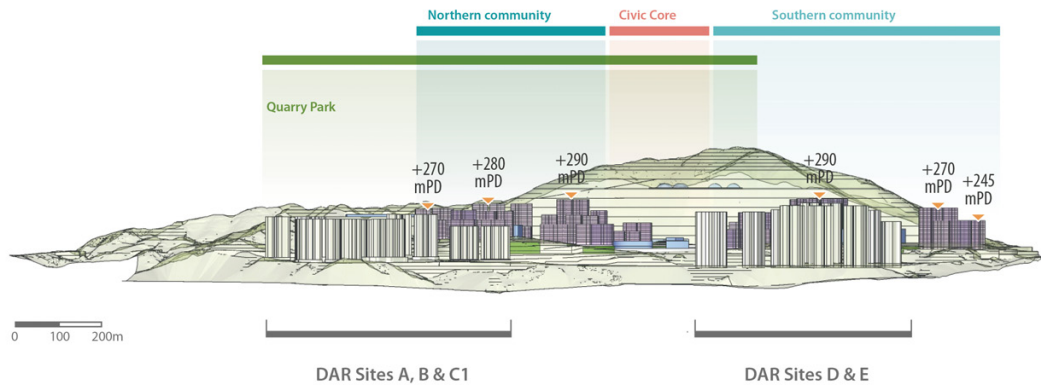 Northern community
Civic Core
Southern community
Quarry Park
+270
mPD
+280
mPD
+290
mPD
+290
mPD
+270
mPD
+245
mPD
0 100 200m
DAR Sites A, B & C1
DAR Sites D & E